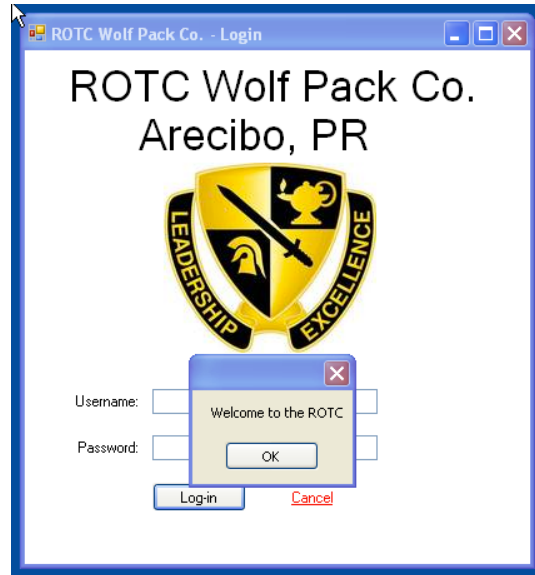 ROTC Wolf Pack Co. - Login
ROTC Wolf Pack Co.
Arecibo, PR
LEADERSHIP
EXCELLENCE
Username:
Welcome to the ROTC
Password:
OK
Log-in
Cancel